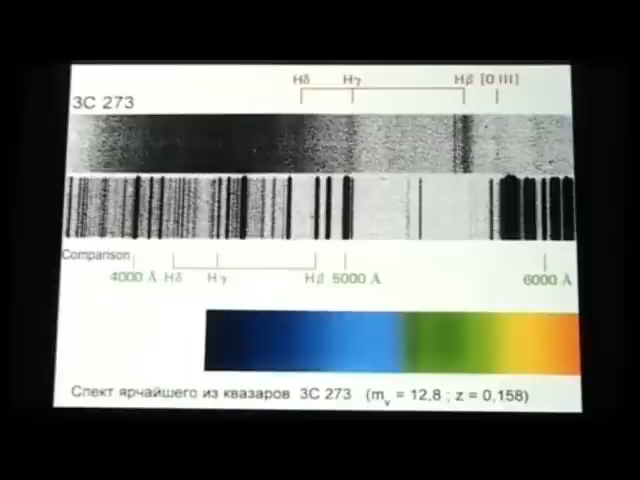 Hδ Hγ Hβ [O III]
3C 273
Comparison
4000 Å Hδ Hγ Hβ 5000 Å 6000 Å
Спект ярчайшего из квазаров 3C 273 (mv = 12,8 ; z = 0,158)